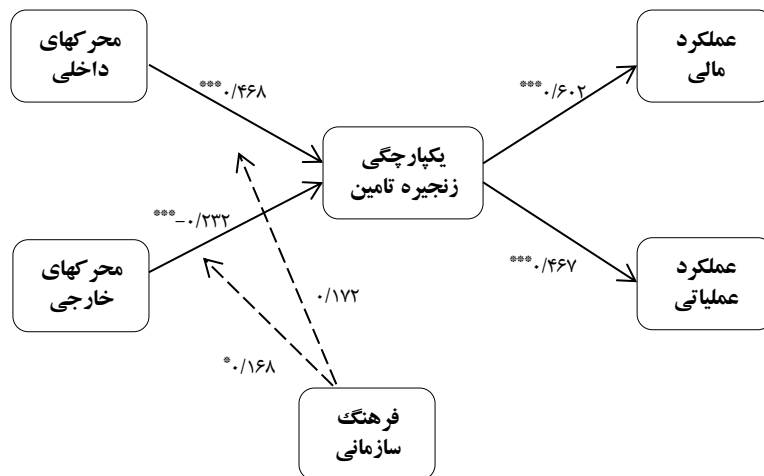 محرکهای
داخلی
عملکرد
مالی
***۰/۴۶۸
***۰/۶۰۲
یکپارچگی
زنجیره تامین
***-۰/۲۳۲
***۰/۴۶۷
محرکهای
خارجی
عملکرد
عملیاتی
۰/۱۷۲
*۰/۱۶۸
فرهنگ
سازمانی